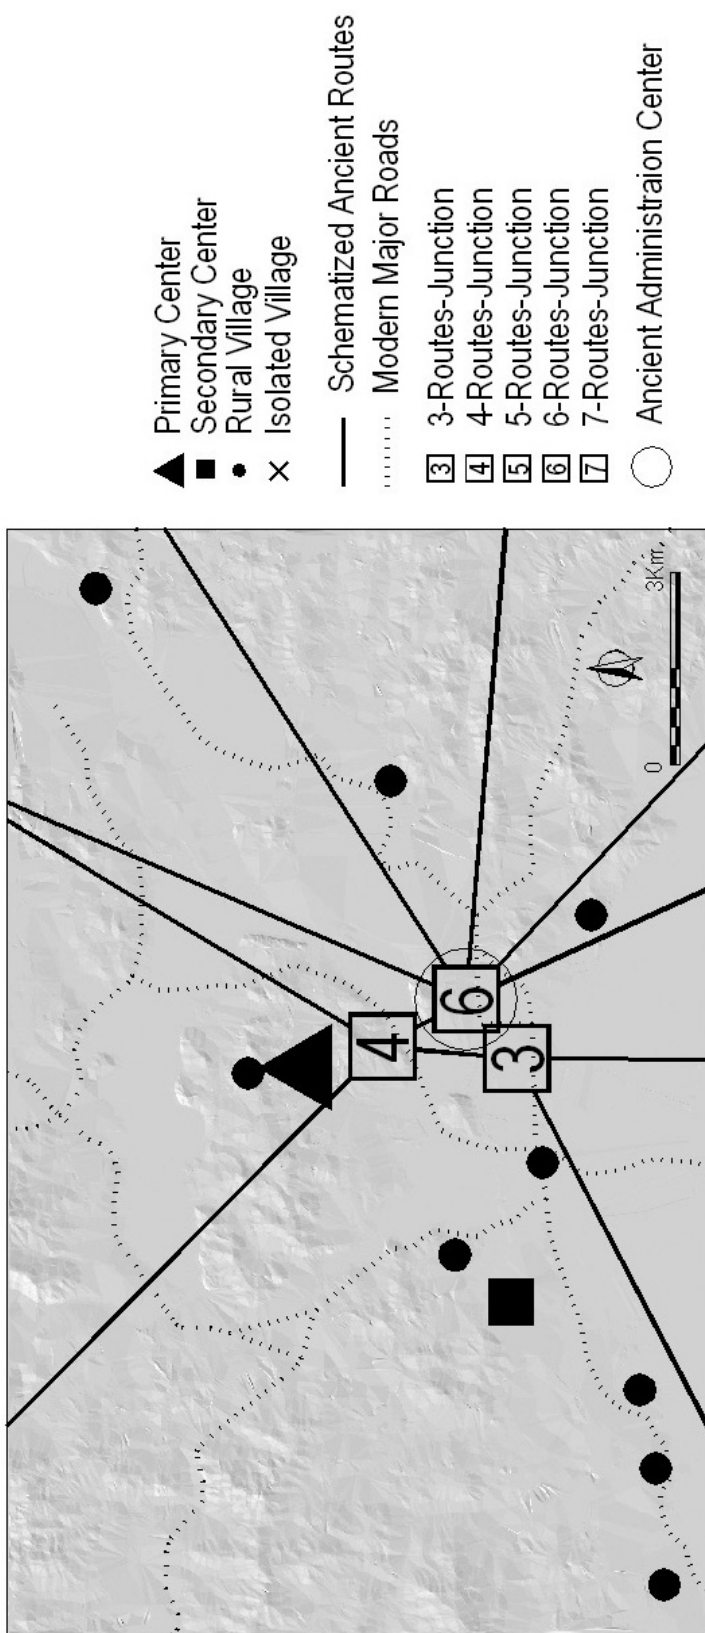 Primary Center
Secondary Center
Rural Village
Isolated Village
Schematized Ancient Routes
Modern Major Roads
3 3-Routes-Junction
4 4-Routes-Junction
5 5-Routes-Junction
6 6-Routes-Junction
7 7-Routes-Junction
Ancient Administraion Center
4
6
3
0 3Km